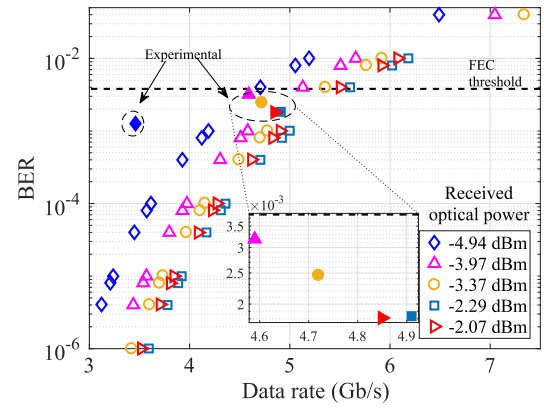 10^-2
10^-4
10^-6
BER
Experimental
FEC
threshold
×10^-3
3.5
3
2.5
2
4.6
4.7
4.8
4.9
Received
optical power
-4.94 dBm
-3.97 dBm
-3.37 dBm
-2.29 dBm
-2.07 dBm
3
4
5
6
7
Data rate (Gb/s)